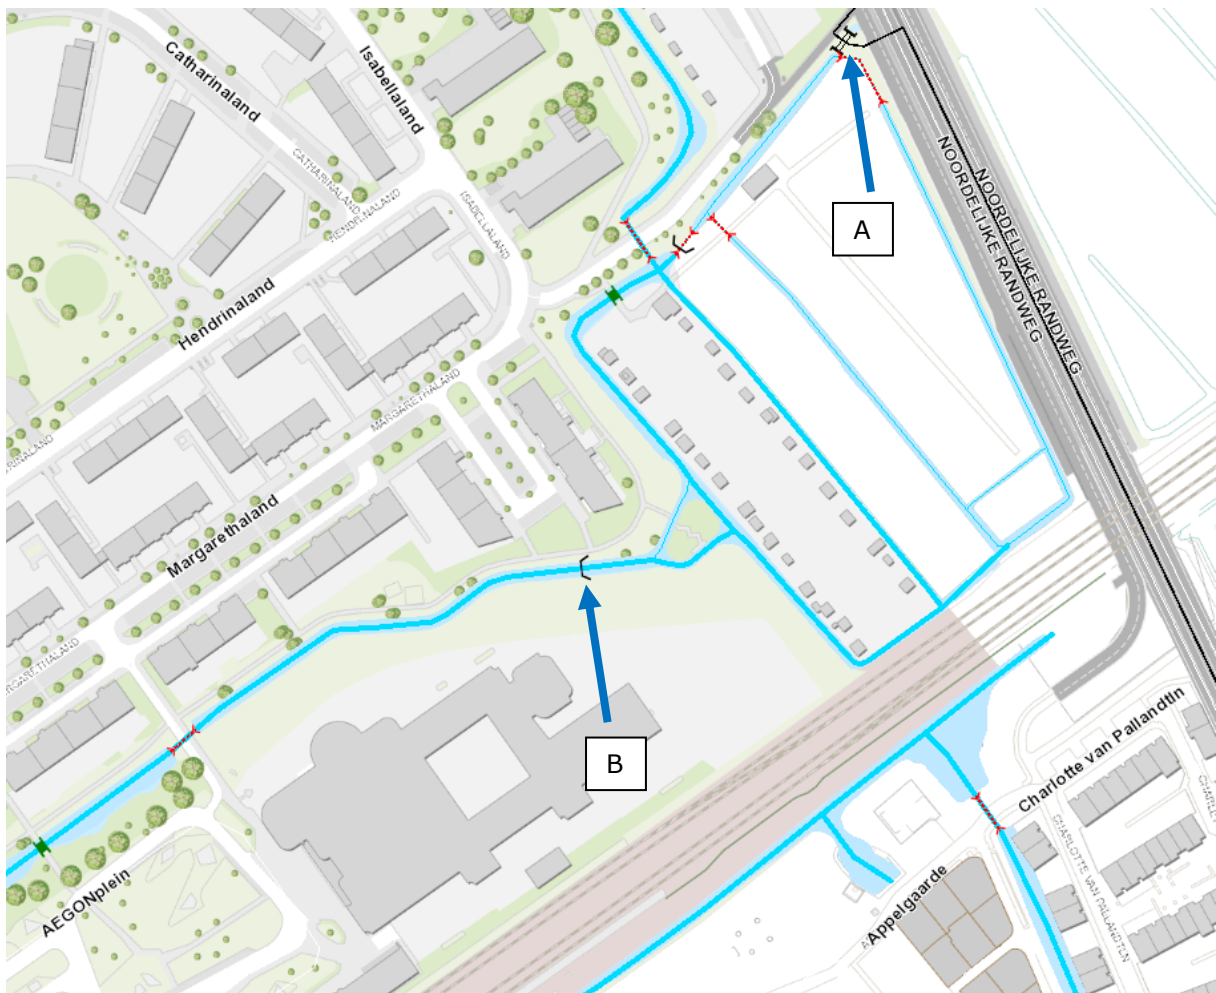 Catharinaland
Isabellaland
CATHARINALAND
HENDRINALAND
ISABELLALAND
NOORDELIJKE RANDWEG
NOORDELIJKE RANDWEG
A
Hendrinaland
MARGARETHALAND
Margarethaland
B
AEGONplein
Charlotte van Pallandtln
CHARLOTTE VAN PALLANDTLN
Appelgaarde